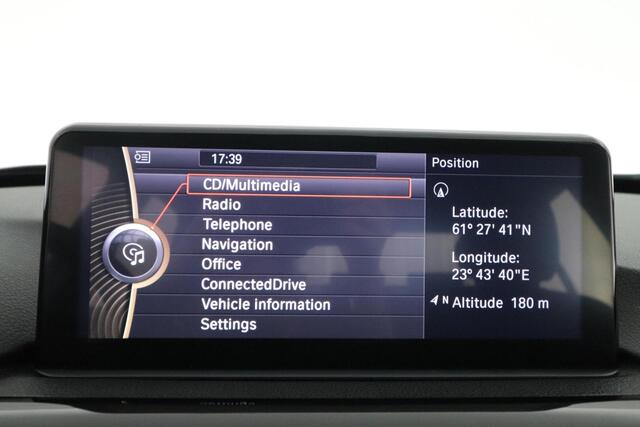 17:39
CD/Multimedia
Radio
Telephone
Navigation
Office
ConnectedDrive
Vehicle information
Settings
Position
Latitude:
61° 27' 41"N
Longitude:
23° 43' 40"E
N Altitude 180 m